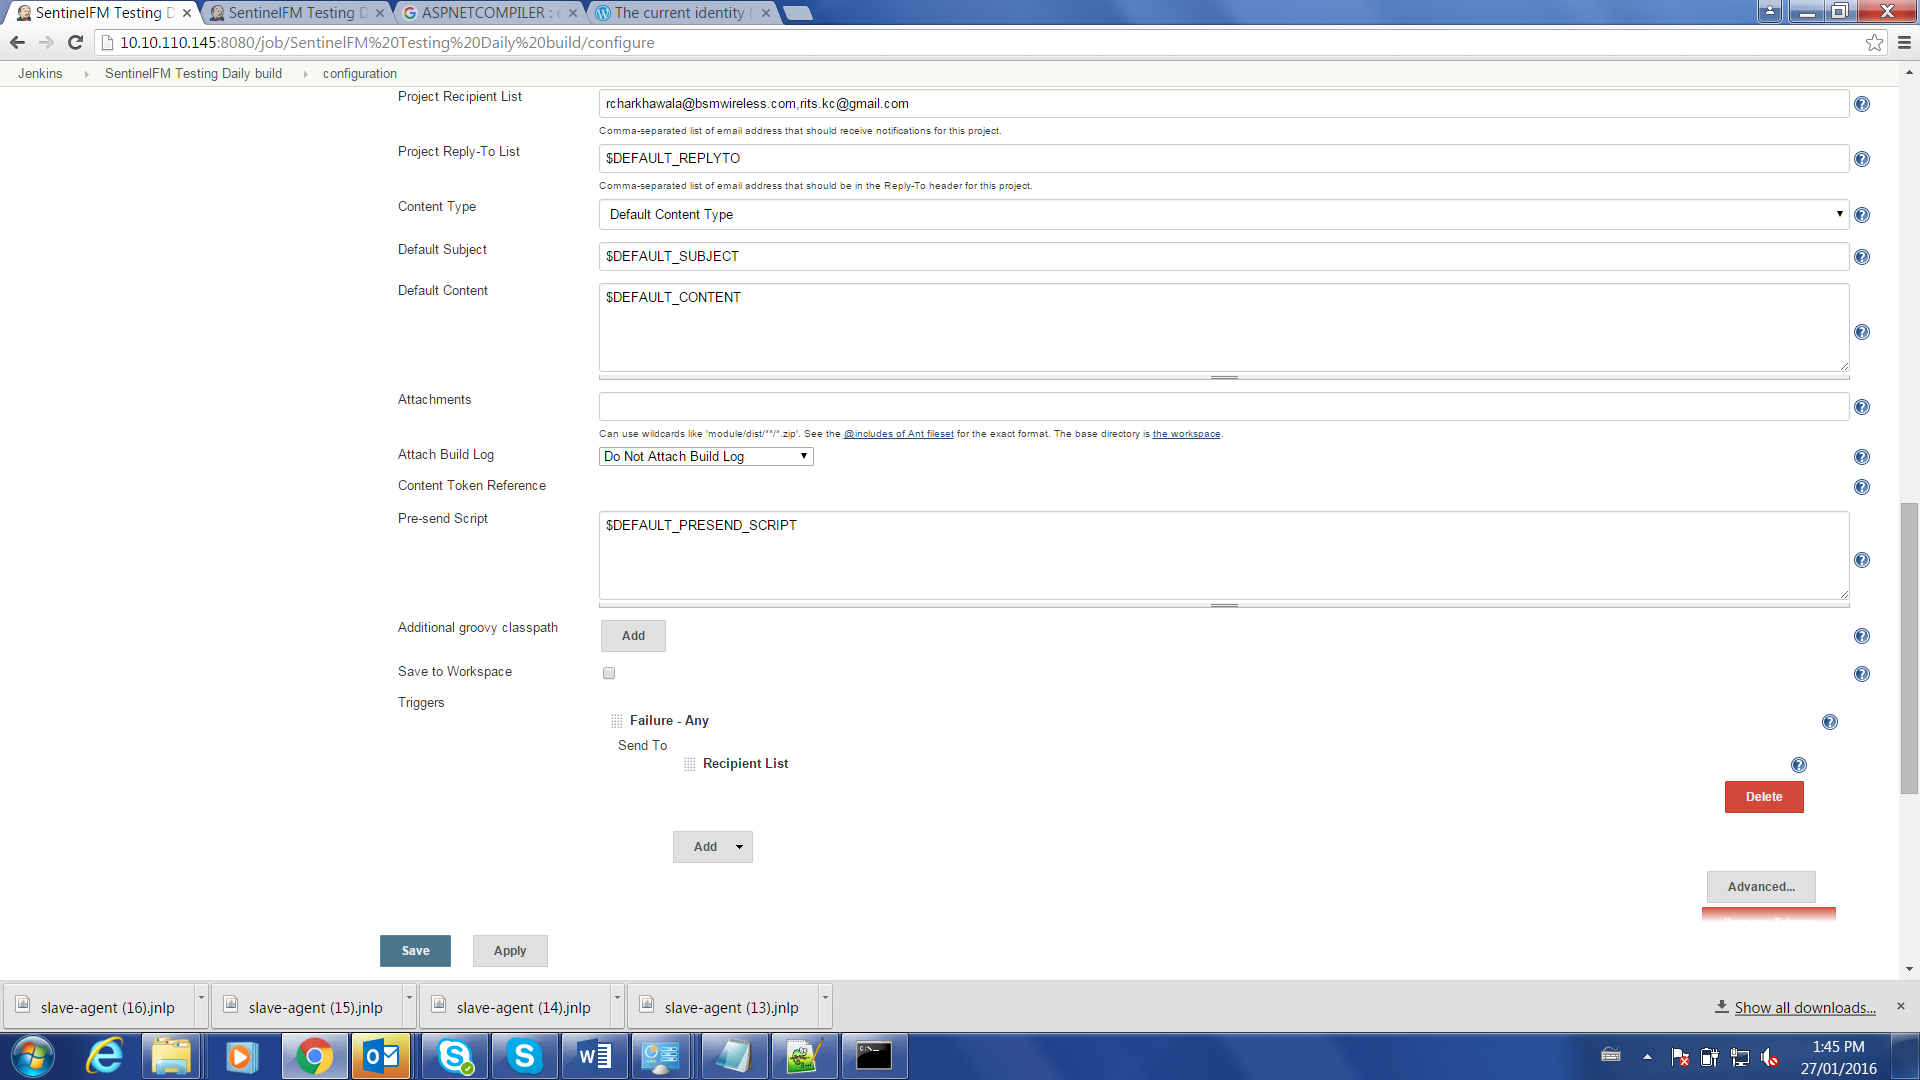 SentinelFM Testing D
SentinelFM Testing D
ASPNETCOMPILER : e
The current identity (
10.10.110.145:8080/job/SentinelFM%20Testing%20Daily%20build/configure
Jenkins SentinelFM Testing Daily build configuration
Project Recipient List
rcharkhawala@bsmwireless.com,rits.kc@gmail.com
Comma-separated list of email address that should receive notifications for this project.
Project Reply-To List
$DEFAULT_REPLYTO
Comma-separated list of email address that should be in the Reply-To header for this project.
Content Type
Default Content Type
Default Subject
$DEFAULT_SUBJECT
Default Content
$DEFAULT_CONTENT
Attachments
Can use wildcards like 'module/dist/**/*.zip'. See the @includes of Ant fileset for the exact format. The base directory is the workspace.
Attach Build Log
Do Not Attach Build Log
Content Token Reference
Pre-send Script
$DEFAULT_PRESEND_SCRIPT
Additional groovy classpath
Add
Save to Workspace
Triggers
Failure - Any
Send To
Recipient List
Delete
Add
Advanced...
Save
Apply
slave-agent (16).jnlp
slave-agent (15).jnlp
slave-agent (14).jnlp
slave-agent (13).jnlp
Show all downloads...
1:45 PM
27/01/2016